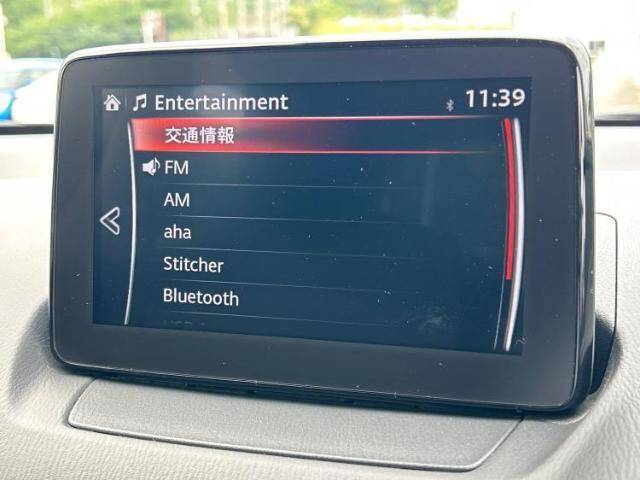 Entertainment
11:39
交通情報
FM
AM
aha
Stitcher
Bluetooth